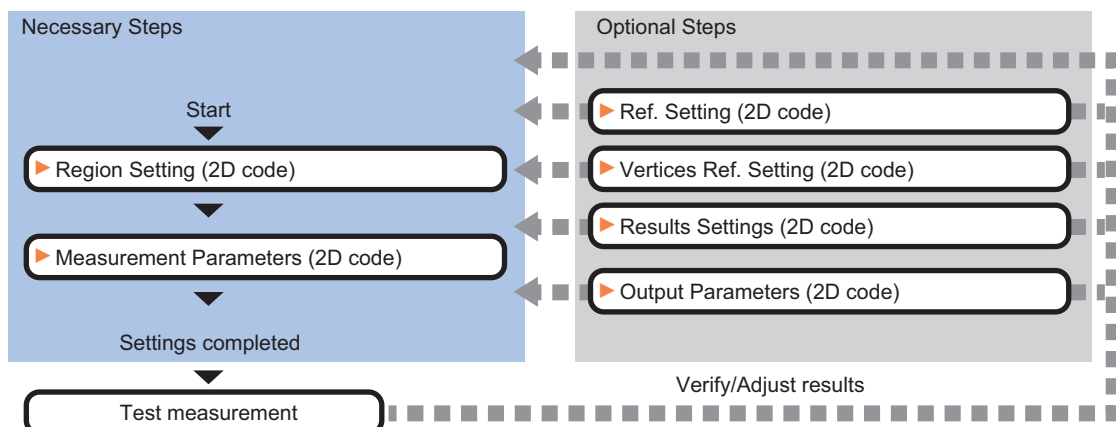 Necessary Steps
Start
Region Setting (2D code)
Measurement Parameters (2D code)
Settings completed
Test measurement
Optional Steps
Ref. Setting (2D code)
Vertices Ref. Setting (2D code)
Results Settings (2D code)
Output Parameters (2D code)
Verify/Adjust results